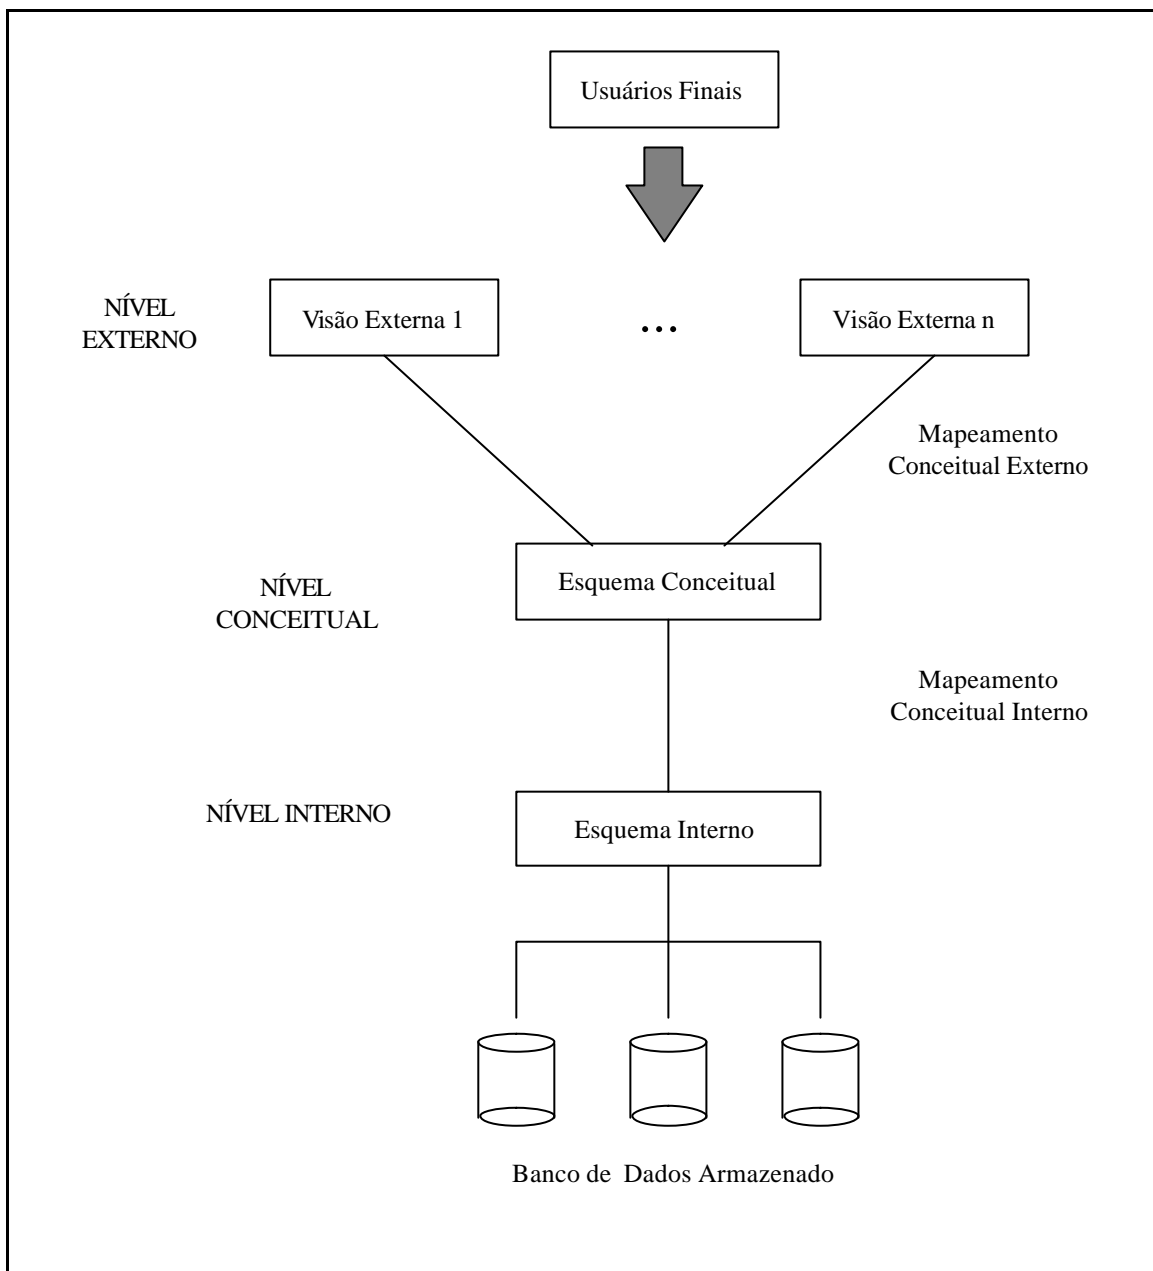 Usuários Finais
NÍVEL
EXTERNO
Visão Externa 1
...
Visão Externa n
Mapeamento
Conceitual Externo
NÍVEL
CONCEITUAL
Esquema Conceitual
Mapeamento
Conceitual Interno
NÍVEL INTERNO
Esquema Interno
Banco de Dados Armazenado